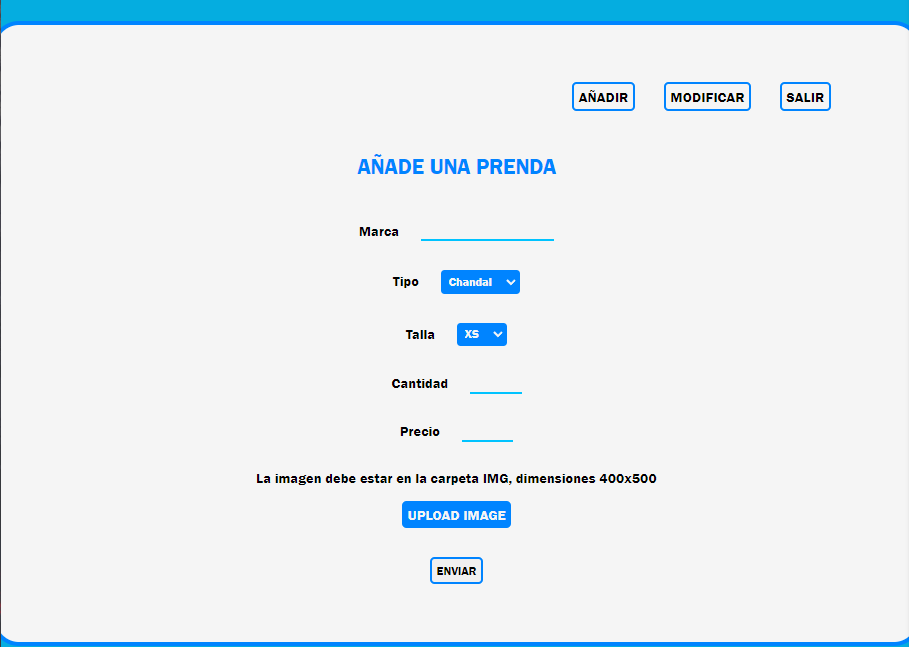 AÑADIR MODIFICAR SALIR
AÑADE UNA PRENDA
Marca
Tipo Chandal
Talla XS
Cantidad
Precio
La imagen debe estar en la carpeta IMG, dimensiones 400x500
UPLOAD IMAGE
ENVIAR